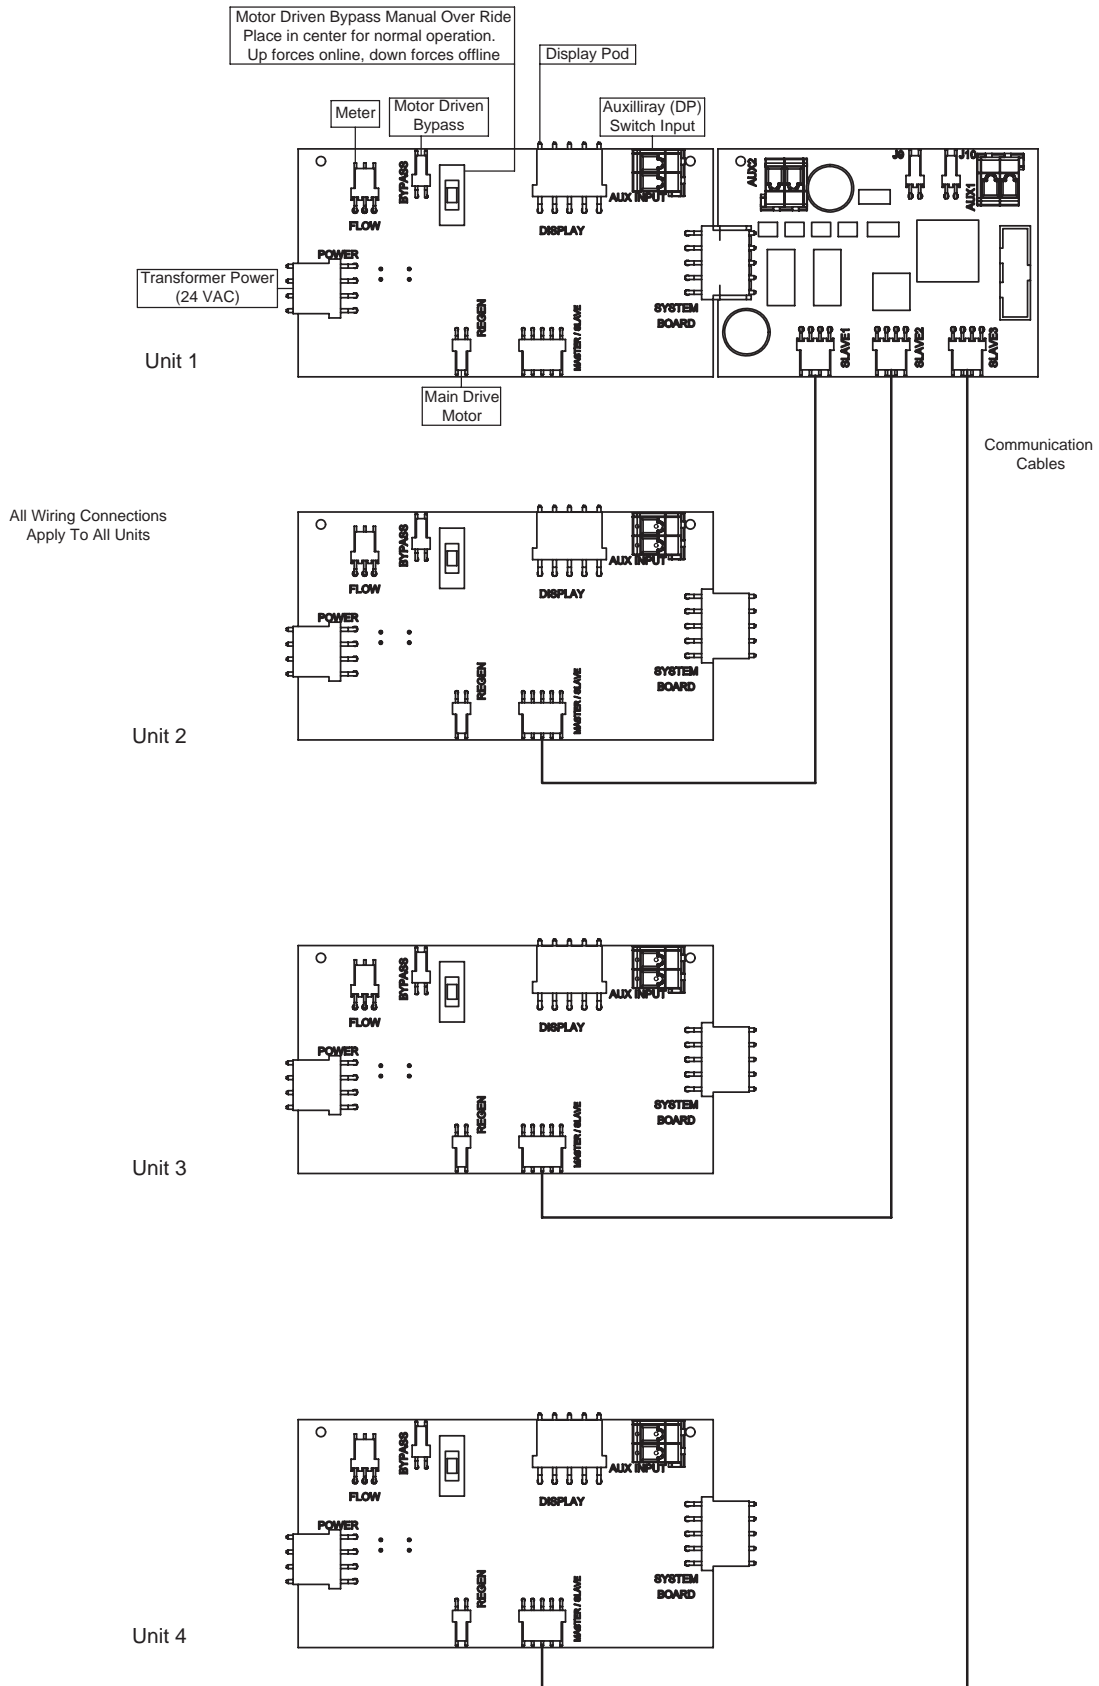 Motor Driven Bypass Manual Over Ride
Place in center for normal operation.
Up forces online, down forces offline
Display Pod
Meter
Motor Driven
Bypass
Auxilliray (DP)
Switch Input
BYPASS
FLOW
DISPLAY
AUX INPUT
AUX2
J9
J10
AUX1
POWER
Transformer Power
(24 VAC)
REGEN
MASTER / SLAVE
SYSTEM
BOARD
SLAVE1
SLAVE2
SLAVE3
Unit 1
Main Drive
Motor
Communication
Cables
All Wiring Connections
Apply To All Units
BYPASS
FLOW
DISPLAY
AUX INPUT
POWER
REGEN
MASTER / SLAVE
SYSTEM
BOARD
Unit 2
BYPASS
FLOW
DISPLAY
AUX INPUT
POWER
REGEN
MASTER / SLAVE
SYSTEM
BOARD
Unit 3
BYPASS
FLOW
DISPLAY
AUX INPUT
POWER
REGEN
MASTER / SLAVE
SYSTEM
BOARD
Unit 4